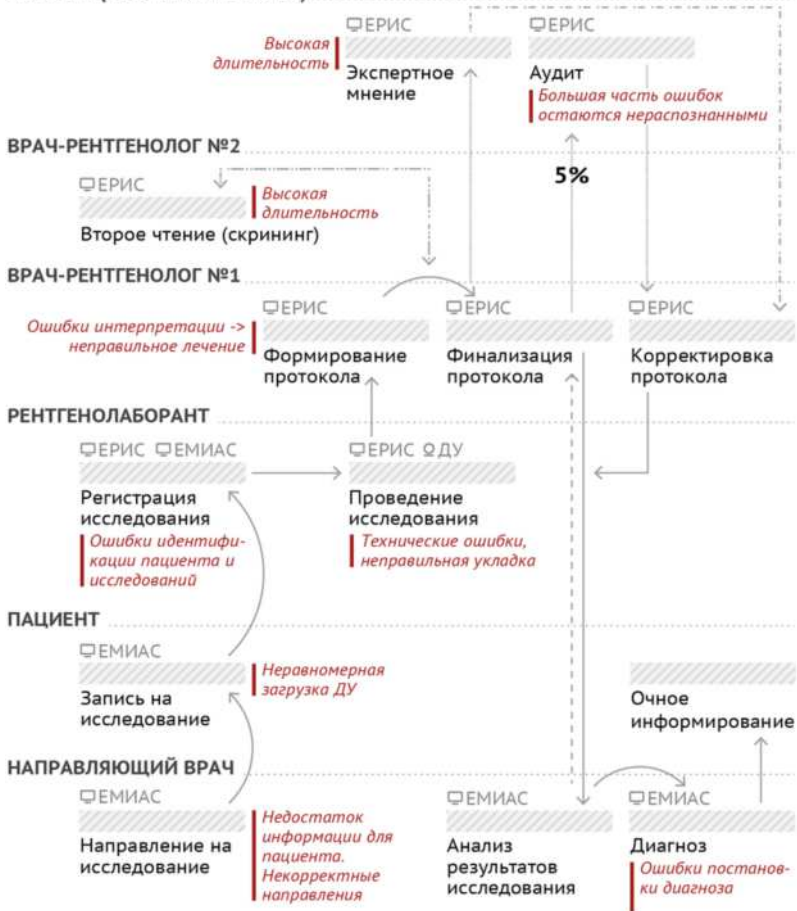 ЕРИС
ЕРИС
Высокая
длительность
Экспертное
мнение
Аудит
Большая часть ошибок
остаются нераспознанными
ВРАЧ-РЕНТГЕНОЛОГ №2
5%
ЕРИС
Высокая
длительность
Второе чтение (скрининг)
ВРАЧ-РЕНТГЕНОЛОГ №1
ЕРИС
ЕРИС
ЕРИС
Ошибки интерпретации ->
неправильное лечение
Формирование
протокола
Финализация
протокола
Корректировка
протокола
РЕНТГЕНОЛАБОРАНТ
ЕРИС ЕМИАС
ЕРИС ДУ
Регистрация
исследования
Ошибки идентифи-
кации пациента и
исследований
Проведение
исследования
Технические ошибки,
неправильная укладка
ПАЦИЕНТ
ЕМИАС
Неравномерная
загрузка ДУ
Запись на
исследование
Очное
информирование
НАПРАВЛЯЮЩИЙ ВРАЧ
ЕМИАС
ЕМИАС
ЕМИАС
Направление на
исследование
Недостаток
информации для
пациента.
Некорректные
направления
Анализ
результатов
исследования
Диагноз
Ошибки постанов-
ки диагноза